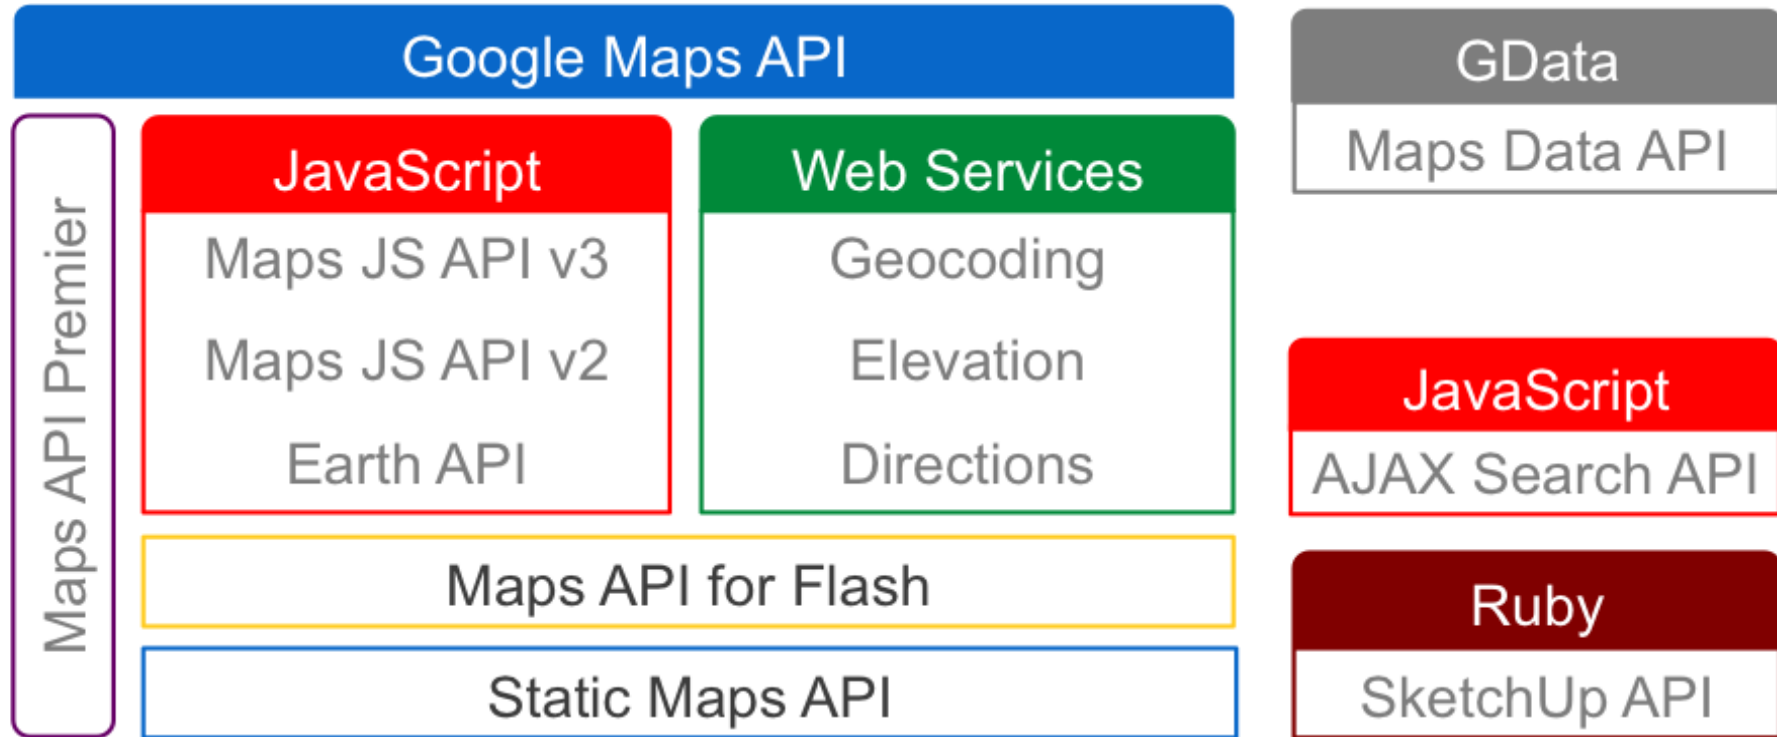 Google Maps API
Maps API Premier
JavaScript
Maps JS API v3
Maps JS API v2
Earth API
Web Services
Geocoding
Elevation
Directions
Maps API for Flash
Static Maps API
GData
Maps Data API
JavaScript
AJAX Search API
Ruby
SketchUp API